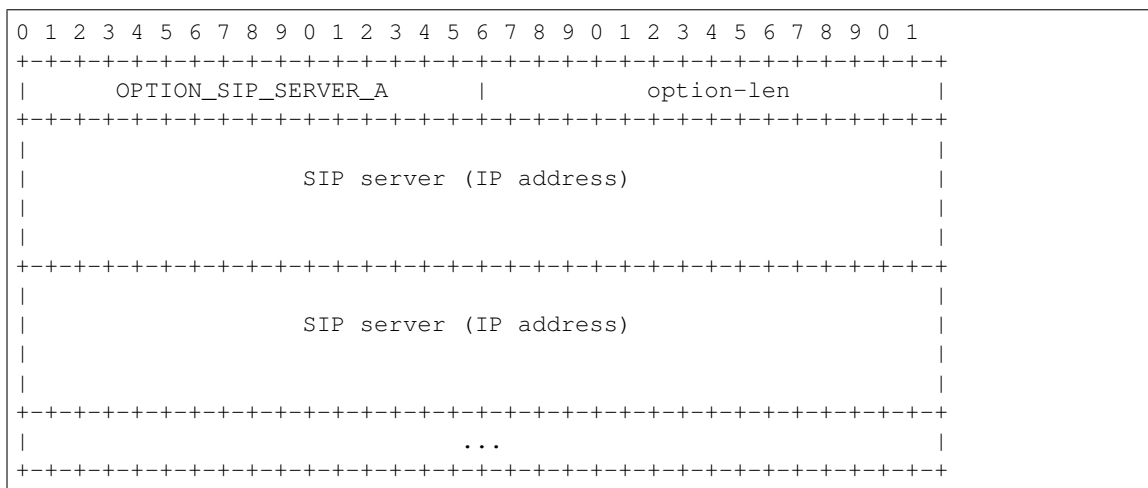 0 1 2 3 4 5 6 7 8 9 0 1 2 3 4 5 6 7 8 9 0 1 2 3 4 5 6 7 8 9 0 1
+-+-+-+-+-+-+-+-+-+-+-+-+-+-+-+-+-+-+-+-+-+-+-+-+-+-+-+-+-+-+-+-+
|      OPTION_SIP_SERVER_A      |           option-len          |
+-+-+-+-+-+-+-+-+-+-+-+-+-+-+-+-+-+-+-+-+-+-+-+-+-+-+-+-+-+-+-+-+
|                                                               |
|                   SIP server (IP address)                     |
|                                                               |
|                                                               |
+-+-+-+-+-+-+-+-+-+-+-+-+-+-+-+-+-+-+-+-+-+-+-+-+-+-+-+-+-+-+-+-+
|                                                               |
|                   SIP server (IP address)                     |
|                                                               |
|                                                               |
+-+-+-+-+-+-+-+-+-+-+-+-+-+-+-+-+-+-+-+-+-+-+-+-+-+-+-+-+-+-+-+-+
|                              ...                              |
+-+-+-+-+-+-+-+-+-+-+-+-+-+-+-+-+-+-+-+-+-+-+-+-+-+-+-+-+-+-+-+-+